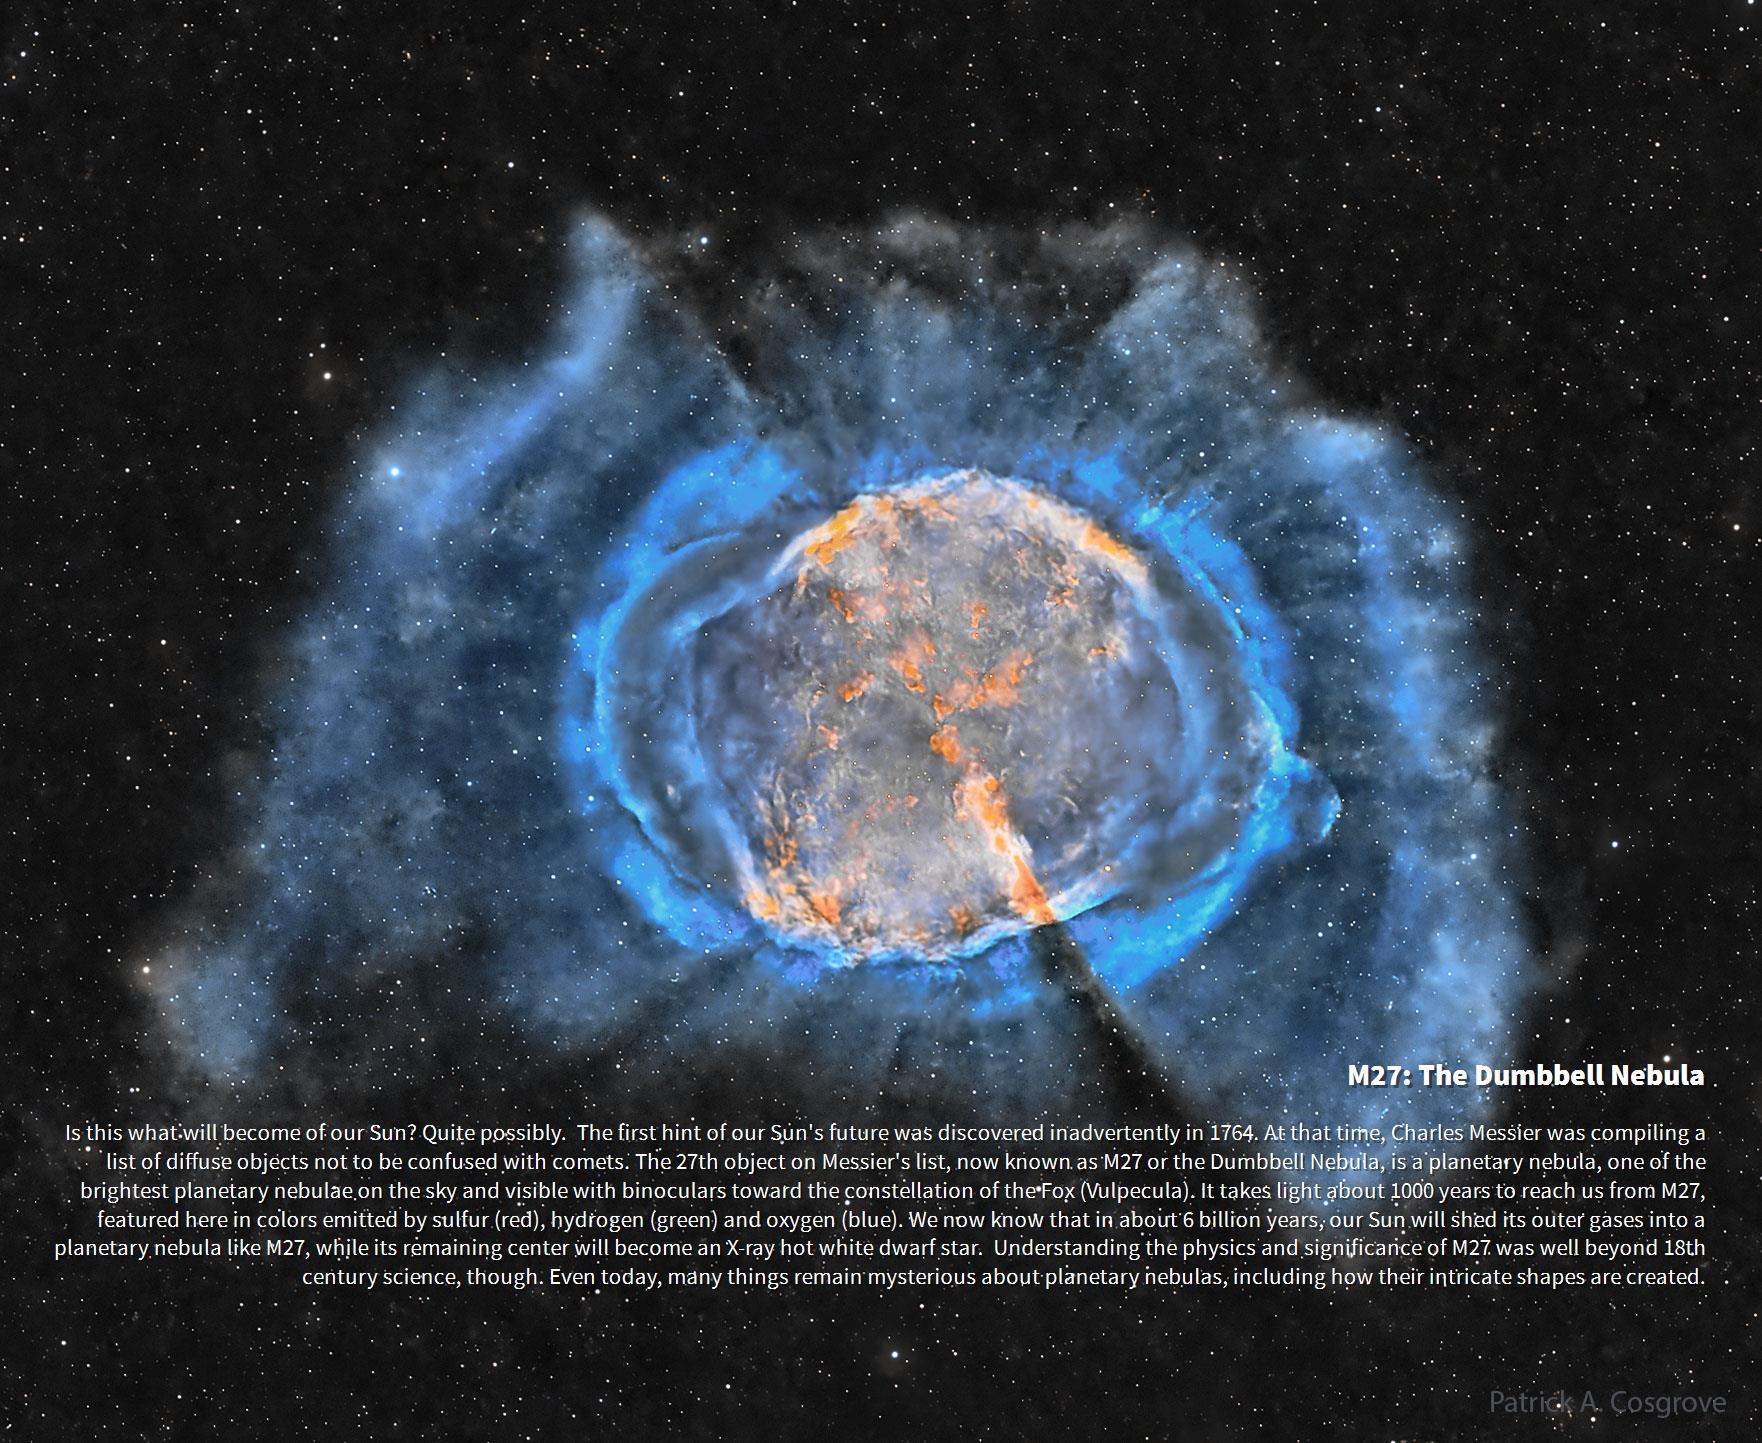 M27: The Dumbbell Nebula
Is this what will become of our Sun? Quite possibly.  The first hint of our Sun's future was discovered inadvertently in 1764. At that time, Charles Messier was compiling a
list of diffuse objects not to be confused with comets. The 27th object on Messier's list, now known as M27 or the Dumbbell Nebula, is a planetary nebula, one of the
brightest planetary nebulae on the sky and visible with binoculars toward the constellation of the Fox (Vulpecula). It takes light about 1000 years to reach us from M27,
featured here in colors emitted by sulfur (red), hydrogen (green) and oxygen (blue). We now know that in about 6 billion years, our Sun will shed its outer gases into a
planetary nebula like M27, while its remaining center will become an X-ray hot white dwarf star.  Understanding the physics and significance of M27 was well beyond 18th
century science, though. Even today, many things remain mysterious about planetary nebulas, including how their intricate shapes are created.
Patrick A. Cosgrove